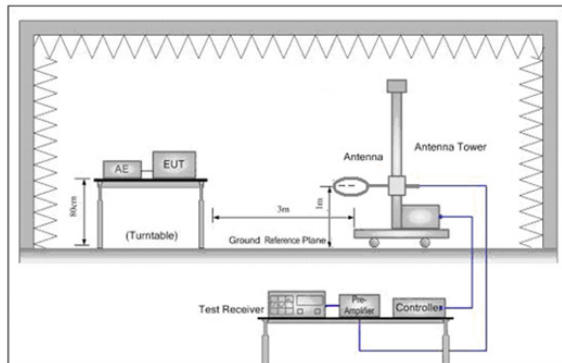 AE
EUT
Antenna
Antenna Tower
80cm
(Turntable)
3m
1m
Ground Reference Plane
Test Receiver
Pre-
Amplifier
Controller